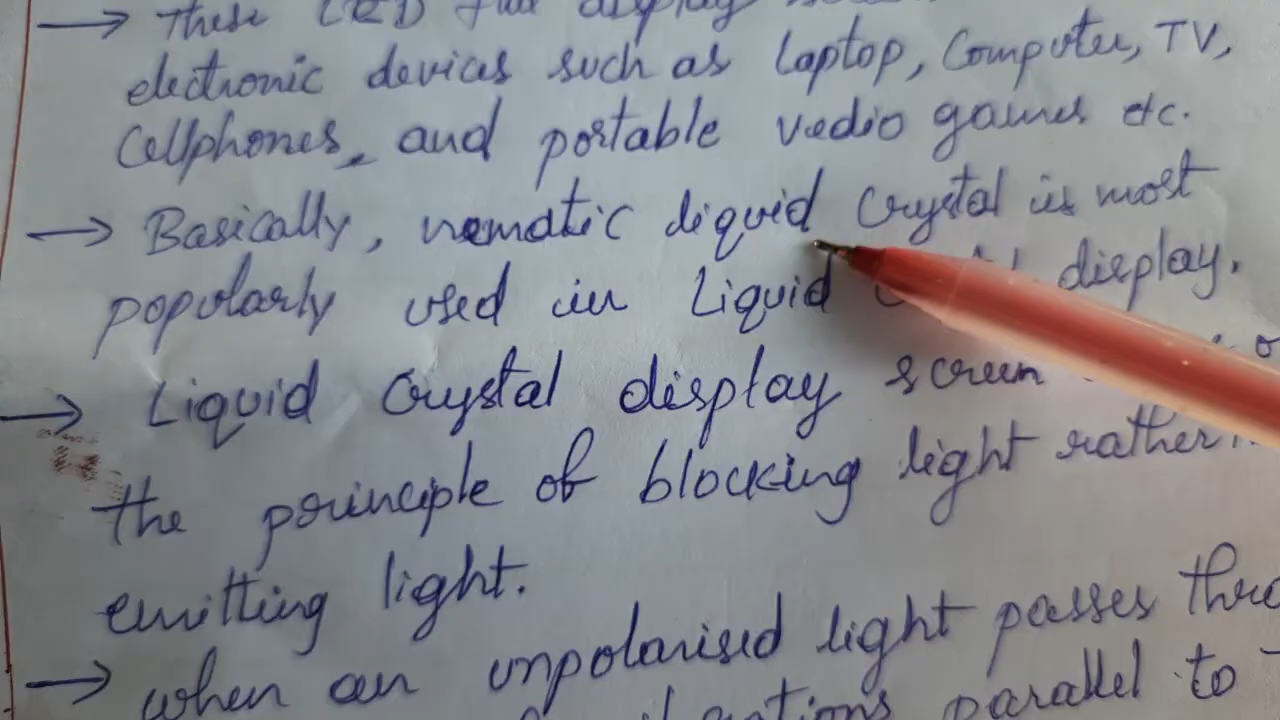 → These flat display
electronic devices such as laptop, Computer, TV,
Cellphones, and portable vedio games etc.
→ Basically, nematic liquid Crystal is most
popularly used in Liquid display.
→ Liquid Crystal display screen
the principle of blocking light rather
emitting light.
→ when an unpolarised light passes
parallel to